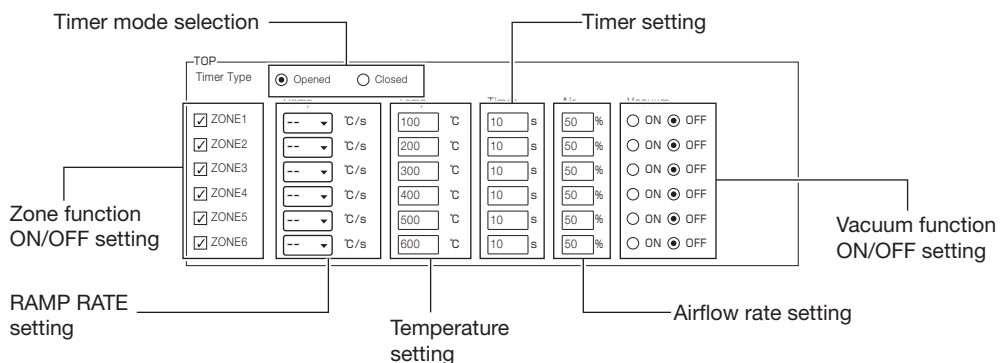 Timer mode selection
Timer setting
TOP
Timer Type
Opened
Closed
ZONE1 -- ℃/s 100 ℃ 10 s 50 % ON OFF
ZONE2 -- ℃/s 200 ℃ 10 s 50 % ON OFF
ZONE3 -- ℃/s 300 ℃ 10 s 50 % ON OFF
ZONE4 -- ℃/s 400 ℃ 10 s 50 % ON OFF
ZONE5 -- ℃/s 500 ℃ 10 s 50 % ON OFF
ZONE6 -- ℃/s 600 ℃ 10 s 50 % ON OFF
Zone function
ON/OFF setting
Vacuum function
ON/OFF setting
RAMP RATE
setting
Temperature
setting
Airflow rate setting